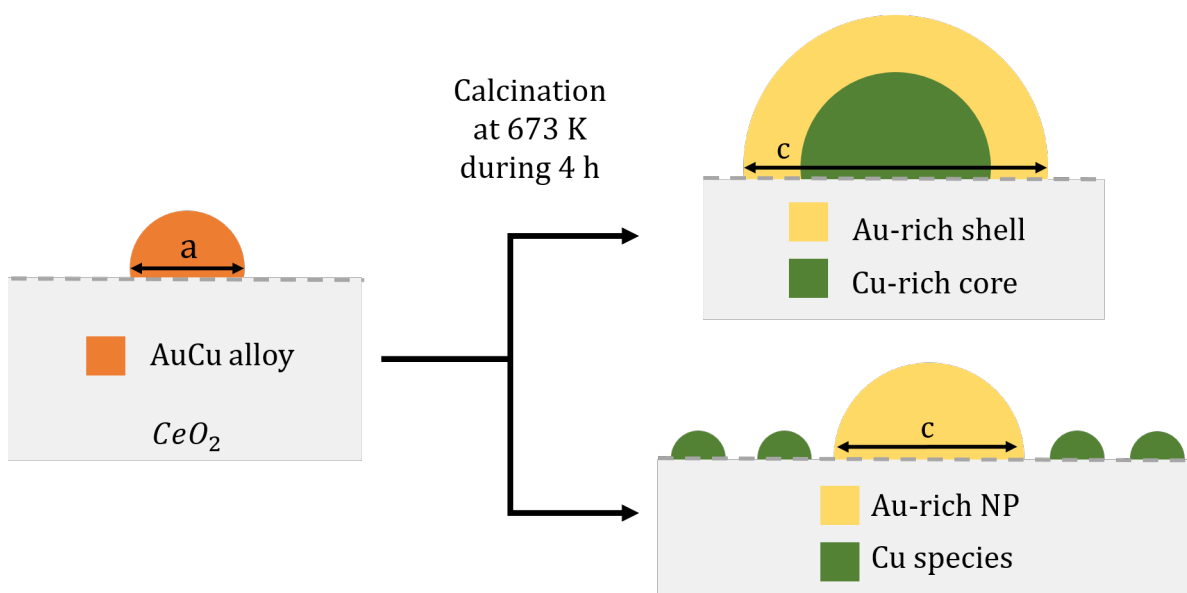 Calcination
at 673 K
during 4 h
c
Au-rich shell
Cu-rich core
a
AuCu alloy
CeO₂
c
Au-rich NP
Cu species